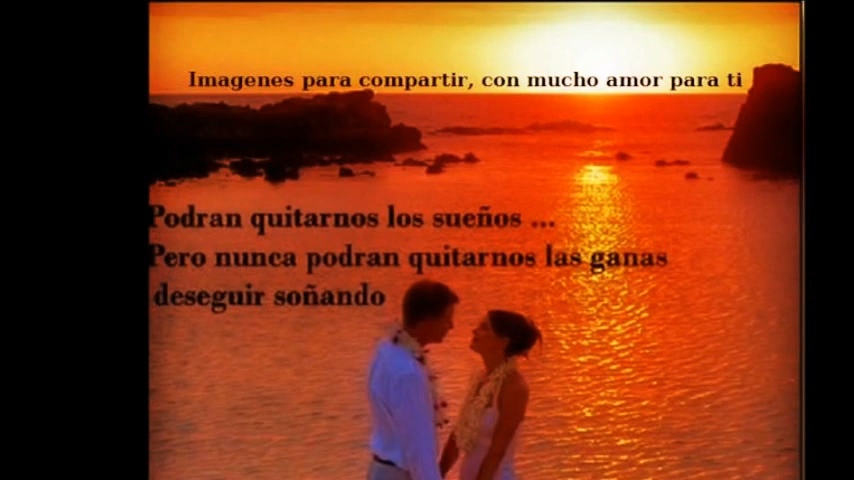 Imagenes para compartir, con mucho amor para ti
Podran quitarnos los sueños ...
Pero nunca podran quitarnos las ganas
deseguir soñando